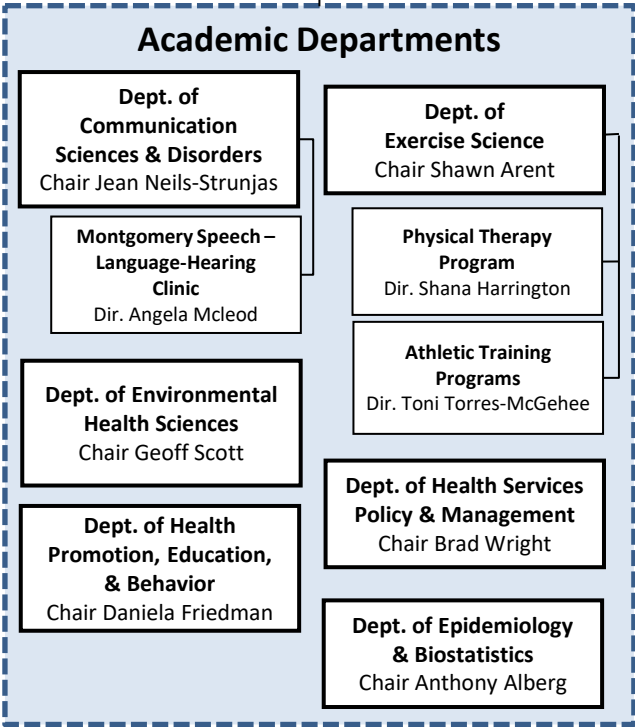 Academic Departments
Dept. of
Communication
Sciences & Disorders
Chair Jean Neils-Strunjas
Montgomery Speech –
Language-Hearing
Clinic
Dir. Angela Mcleod
Dept. of Environmental
Health Sciences
Chair Geoff Scott
Dept. of Health
Promotion, Education,
& Behavior
Chair Daniela Friedman
Dept. of
Exercise Science
Chair Shawn Arent
Physical Therapy
Program
Dir. Shana Harrington
Athletic Training
Programs
Dir. Toni Torres-McGehee
Dept. of Health Services
Policy & Management
Chair Brad Wright
Dept. of Epidemiology
& Biostatistics
Chair Anthony Alberg